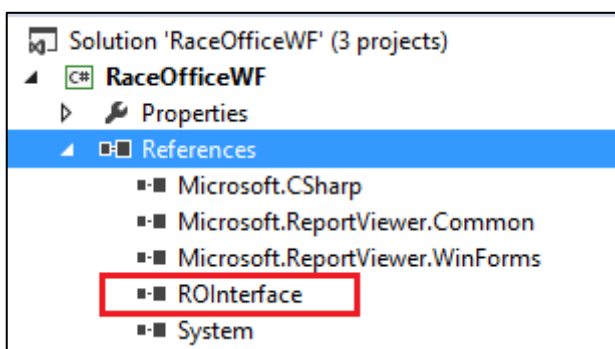 Solution 'RaceOfficeWF' (3 projects)
C# RaceOfficeWF
Properties
References
Microsoft.CSharp
Microsoft.ReportViewer.Common
Microsoft.ReportViewer.WinForms
ROInterface
System